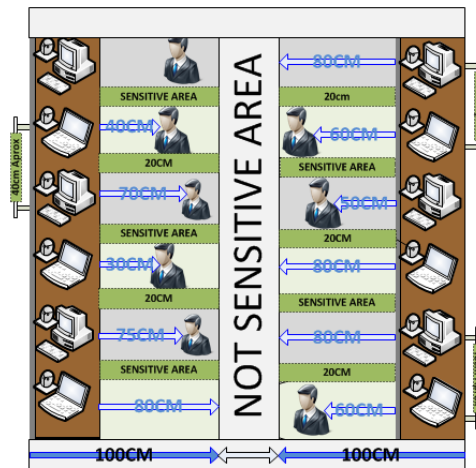 80CM
SENSITIVE AREA
20cm
40CM
60CM
20CM
SENSITIVE AREA
40cm Aprox
70CM
50CM
SENSITIVE AREA
20CM
30CM
80CM
20CM
SENSITIVE AREA
75CM
80CM
SENSITIVE AREA
20CM
80CM
60CM
NOT SENSITIVE AREA
100CM
100CM